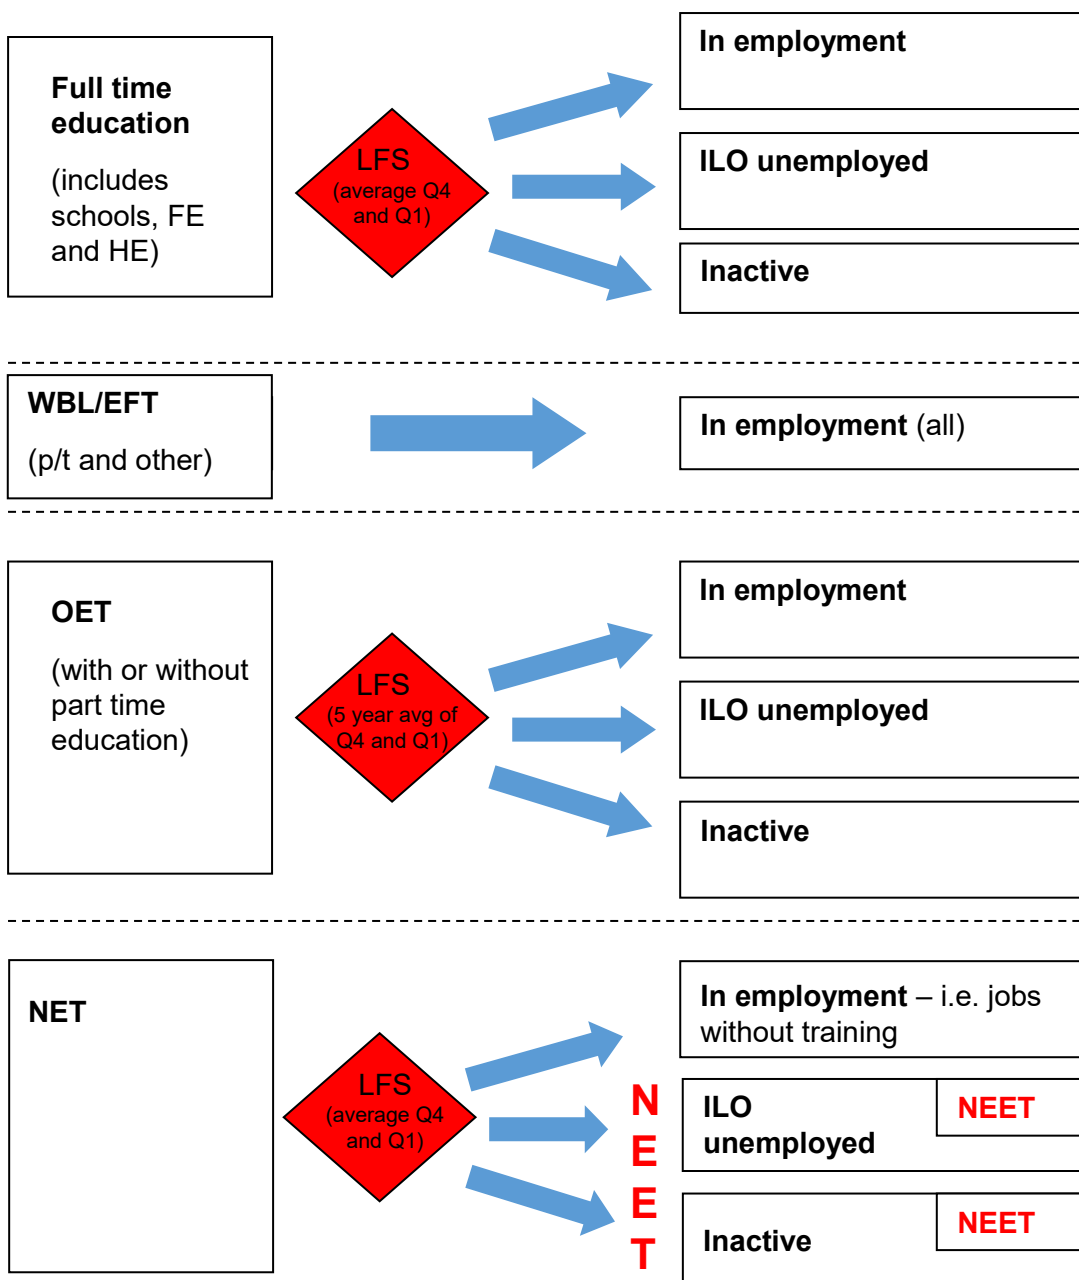 Full time
education
(includes
schools, FE
and HE)
LFS
(average Q4
and Q1)
In employment
ILO unemployed
Inactive
WBL/EFT
(p/t and other)
In employment (all)
OET
(with or without
part time
education)
LFS
(5 year avg of
Q4 and Q1)
In employment
ILO unemployed
Inactive
NET
LFS
(average Q4
and Q1)
N
E
E
T
In employment – i.e. jobs
without training
ILO
unemployed
NEET
Inactive
NEET